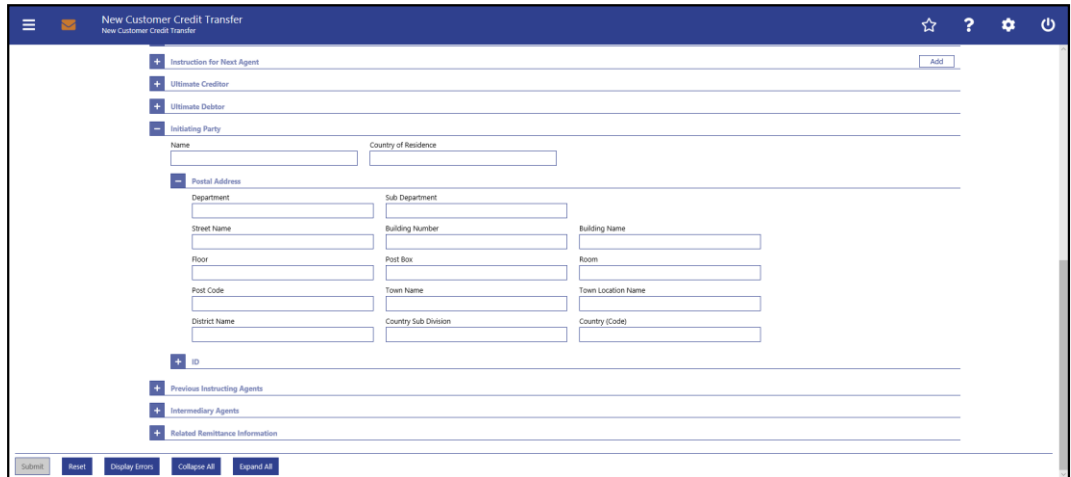 New Customer Credit Transfer
New Customer Credit Transfer
Instruction for Next Agent Add
Ultimate Creditor
Ultimate Debtor
Initiating Party
Name Country of Residence
Postal Address
Department Sub Department
Street Name Building Number Building Name
Floor Post Box Room
Post Code Town Name Town Location Name
District Name Country Sub Division Country (Code)
ID
Previous Instructing Agents
Intermediary Agents
Related Remittance Information
Submit Reset Display Errors Collapse All Expand All